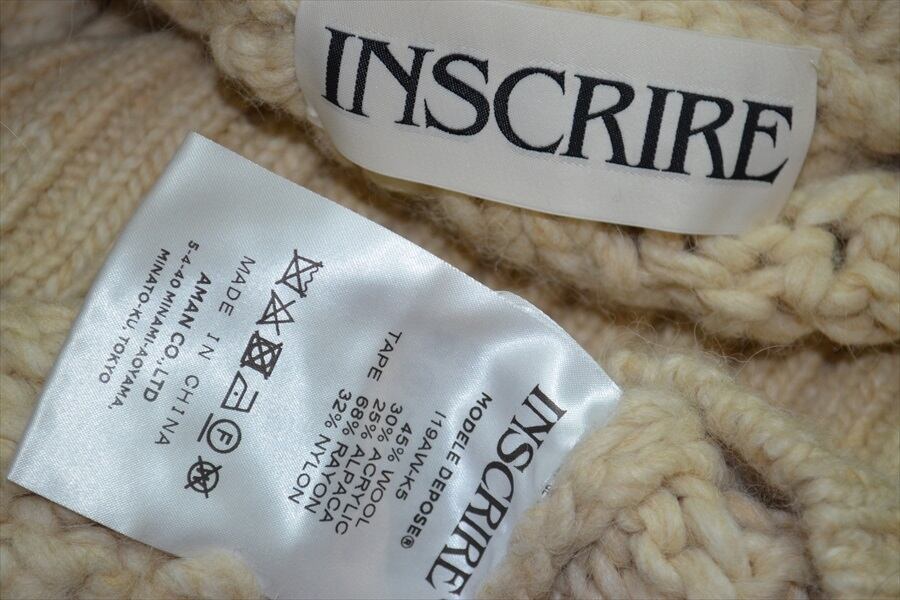 INSCRIRE
INSCRIRE
MODELE DEPOSE®
I19AW-K5
45% WOOL
30% ACRYLIC
25% ALPACA
TAPE 68% RAYON
32% NYLON
MADE IN CHINA
AMAN CO.,LTD
5-4-40 MINAMI-AOYAMA,
MINATO-KU, TOKYO